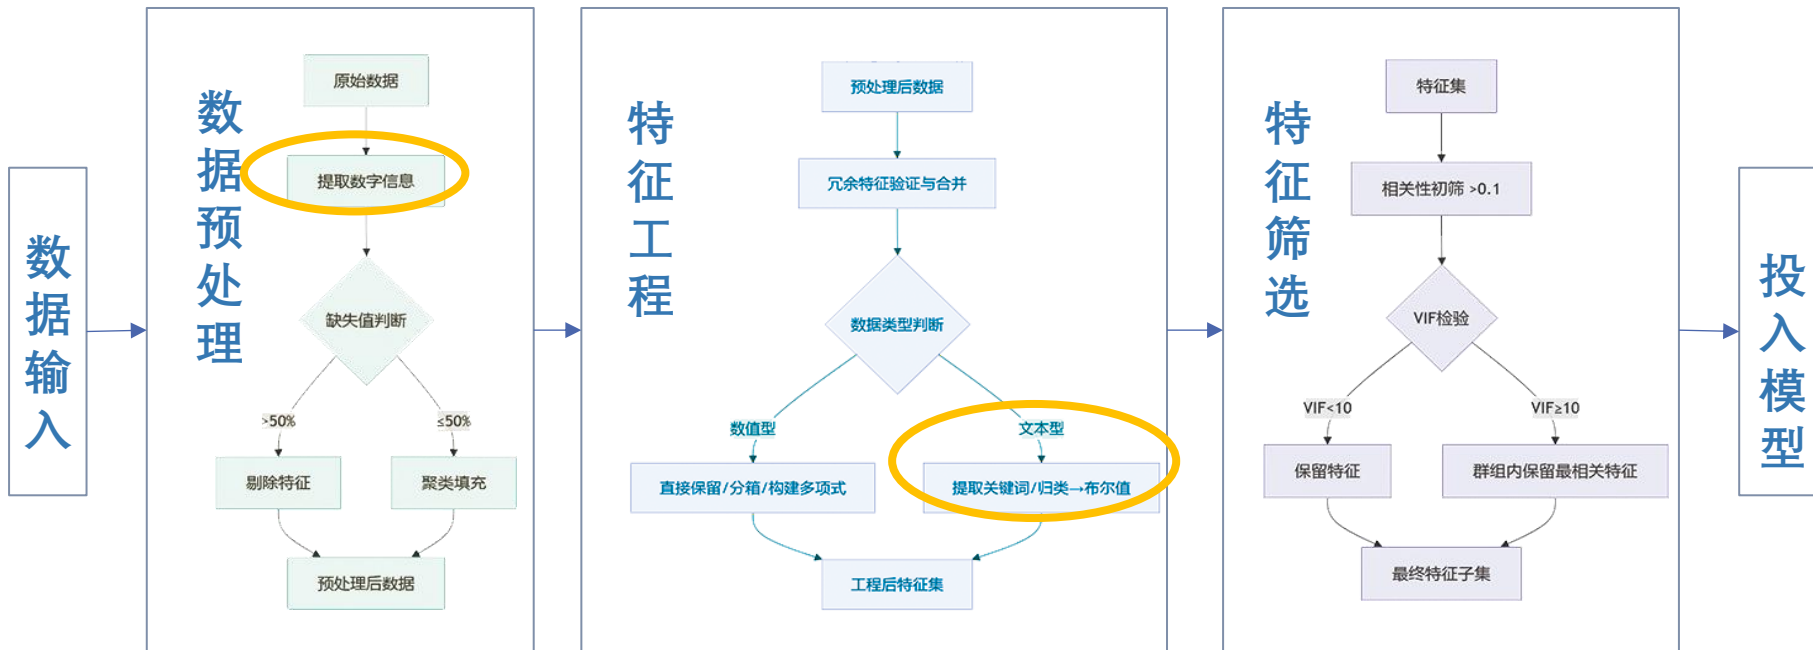 数据输入
数据预处理
原始数据
提取数字信息
缺失值判断
>50%
≤50%
剔除特征
聚类填充
预处理后数据
特征工程
预处理后数据
冗余特征验证与合并
数据类型判断
数值型
文本型
直接保留/分箱/构建多项式
提取关键词/归类→布尔值
工程后特征集
特征筛选
特征集
相关性初筛 >0.1
VIF检验
VIF<10
VIF≥10
保留特征
群组内保留最相关特征
最终特征子集
投入模型